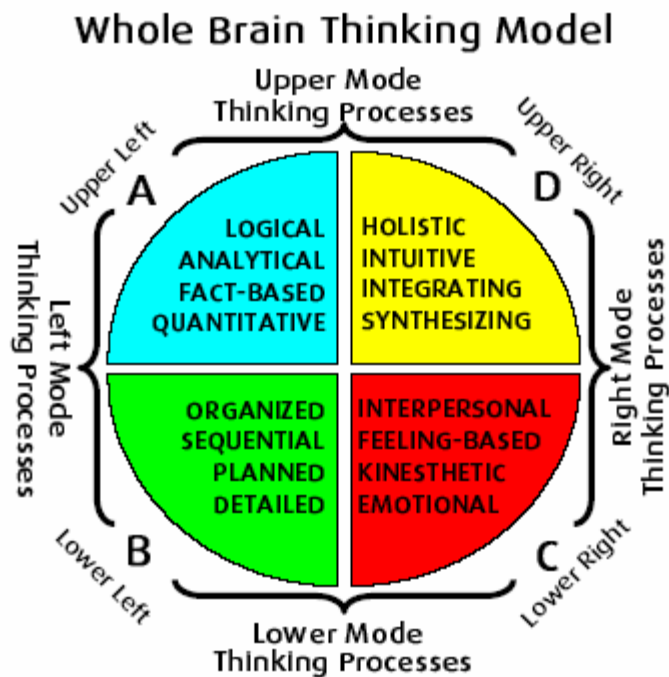 Whole Brain Thinking Model
Upper Mode
Thinking Processes
Upper Left
Upper Right
A
D
LOGICAL
ANALYTICAL
FACT-BASED
QUANTITATIVE
HOLISTIC
INTUITIVE
INTEGRATING
SYNTHESIZING
Left Mode
Thinking Processes
Right Mode
Thinking Processes
ORGANIZED
SEQUENTIAL
PLANNED
DETAILED
INTERPERSONAL
FEELING-BASED
KINESTHETIC
EMOTIONAL
B
C
Lower Left
Lower Right
Lower Mode
Thinking Processes